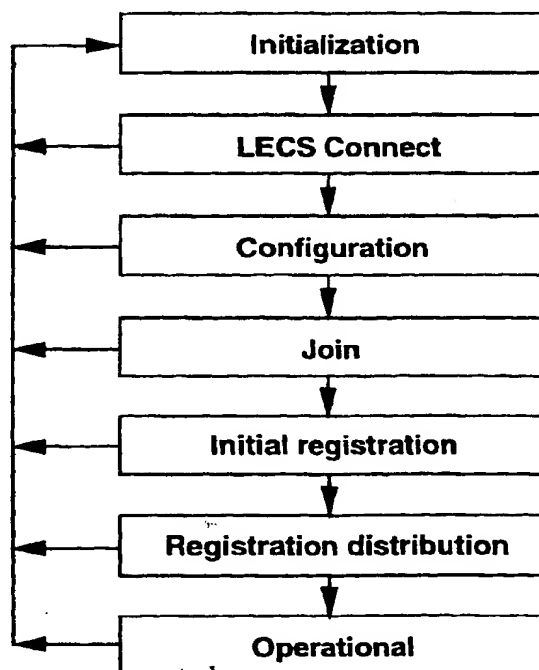 Initialization
LECS Connect
Configuration
Join
Initial registration
Registration distribution
Operational